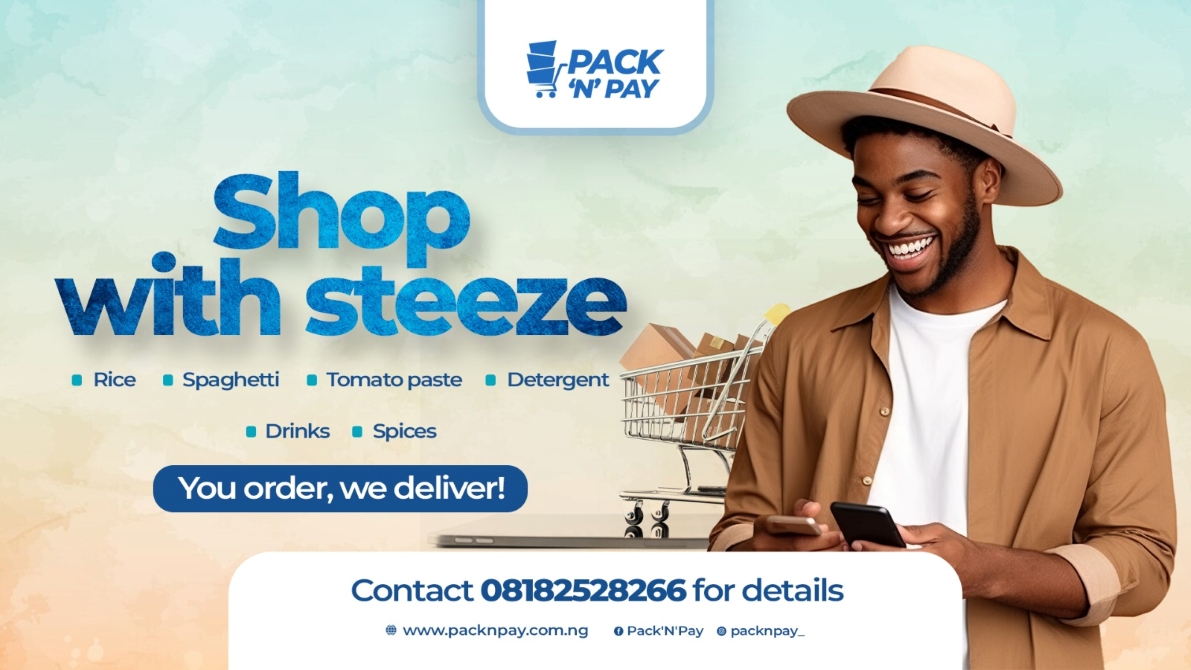 PACK
‘N’ PAY
Shop
with steeze
Rice Spaghetti Tomato paste Detergent
Drinks Spices
You order, we deliver!
Contact 08182528266 for details
www.packnpay.com.ng Pack'N'Pay packnpay_